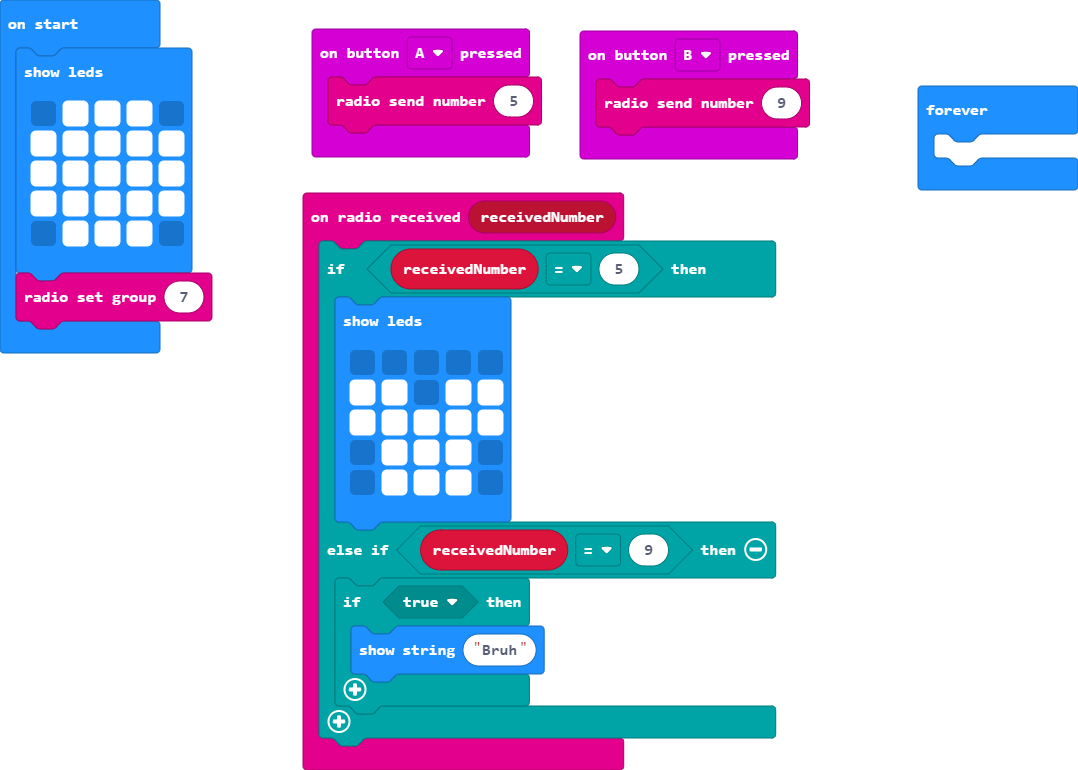 on start
show leds
radio set group 7
on button A pressed
radio send number 5
on button B pressed
radio send number 9
forever
on radio received receivedNumber
if receivedNumber = 5 then
show leds
else if receivedNumber = 9 then
if true then
show string "Bruh"